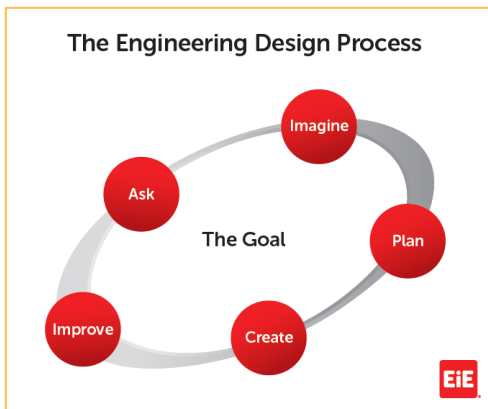 The Engineering Design Process
Imagine
Ask
The Goal
Plan
Improve
Create
EiE